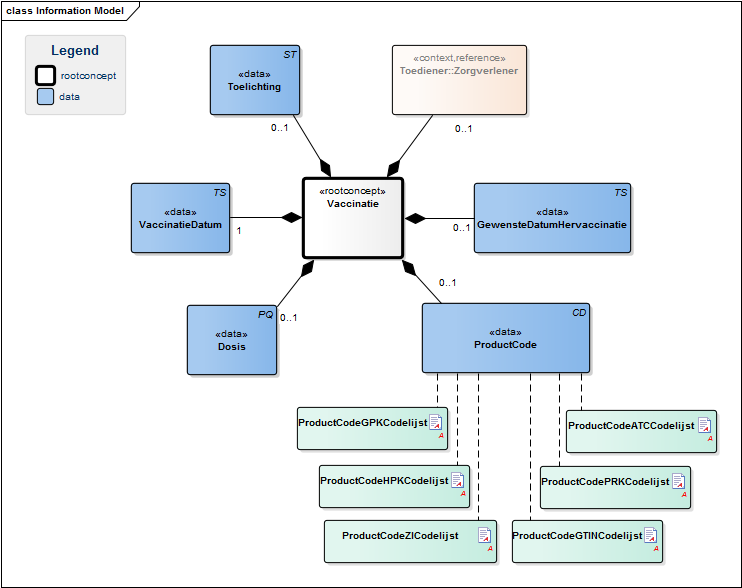 class Information Model
Legend
rootconcept
data
ST
«data»
Toelichting
0..1
«context,reference»
Toediener::Zorgverlener
0..1
TS
«data»
VaccinatieDatum
1
«rootconcept»
Vaccinatie
TS
«data»
GewensteDatumHervaccinatie
0..1
PQ
«data»
Dosis
0..1
0..1
CD
«data»
ProductCode
ProductCodeGPKCodelijst
A
ProductCodeATCCodelijst
A
ProductCodeHPKCodelijst
A
ProductCodePRKCodelijst
A
ProductCodeZICodelijst
A
ProductCodeGTINCodelijst
A